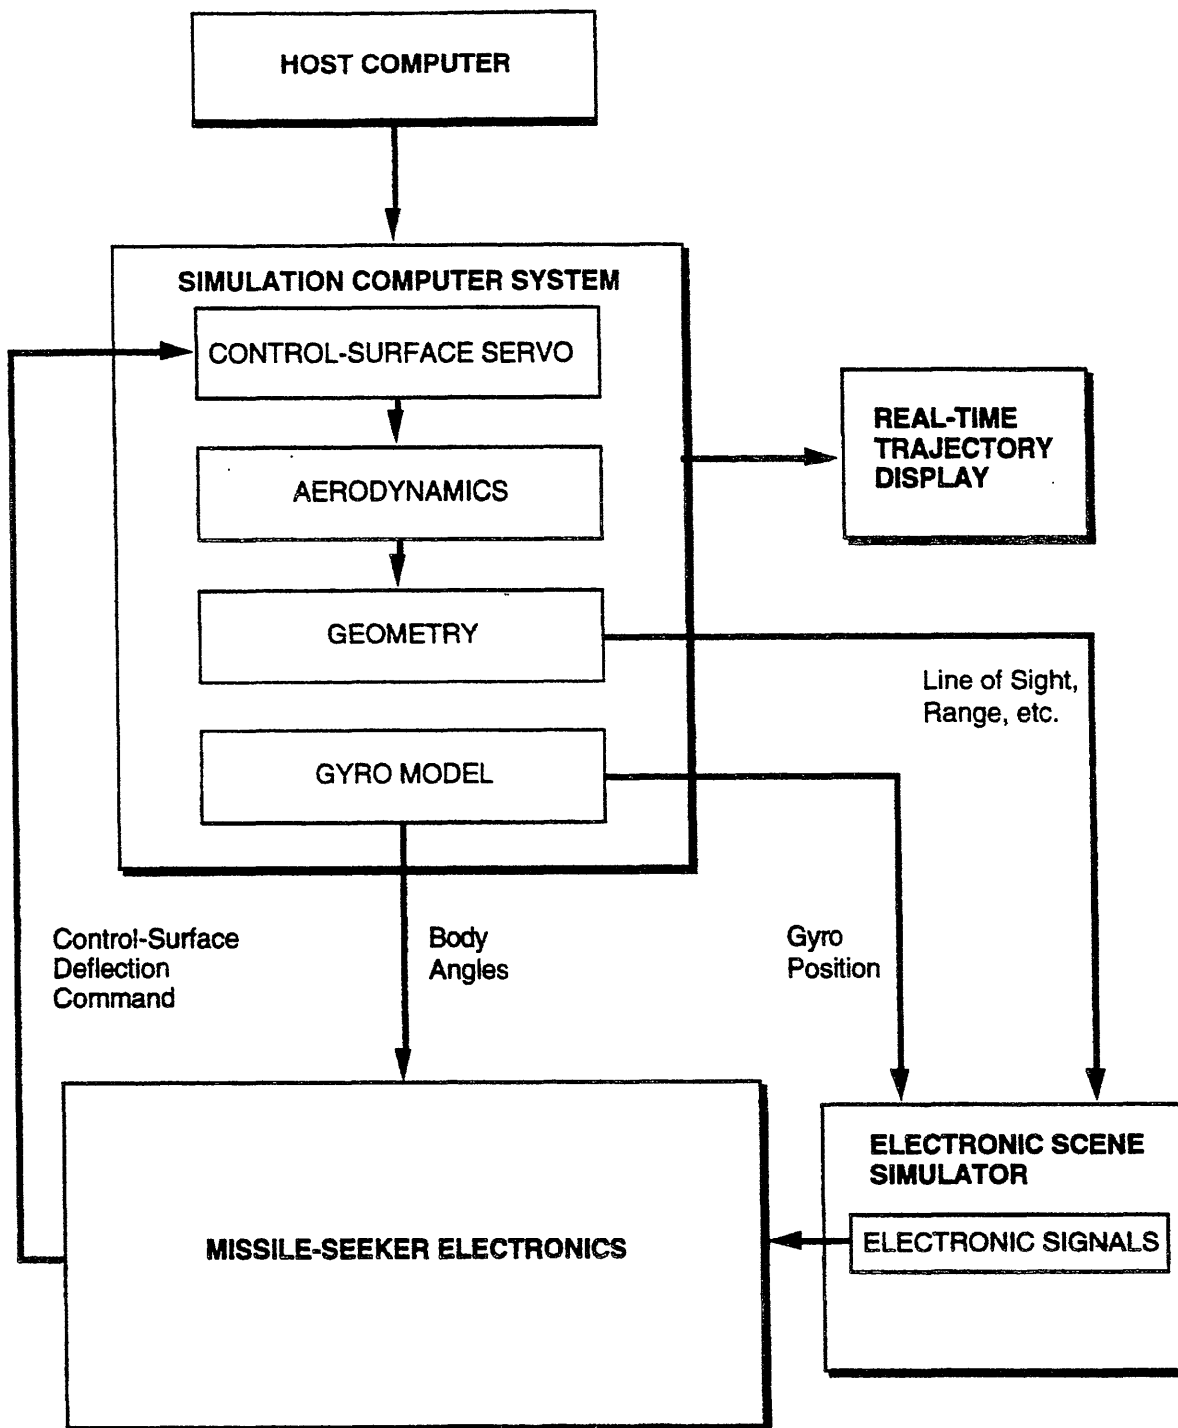 HOST COMPUTER
SIMULATION COMPUTER SYSTEM
CONTROL-SURFACE SERVO
AERODYNAMICS
GEOMETRY
GYRO MODEL
REAL-TIME
TRAJECTORY
DISPLAY
Line of Sight,
Range, etc.
Control-Surface
Deflection
Command
Body
Angles
Gyro
Position
MISSILE-SEEKER ELECTRONICS
ELECTRONIC SCENE
SIMULATOR
ELECTRONIC SIGNALS